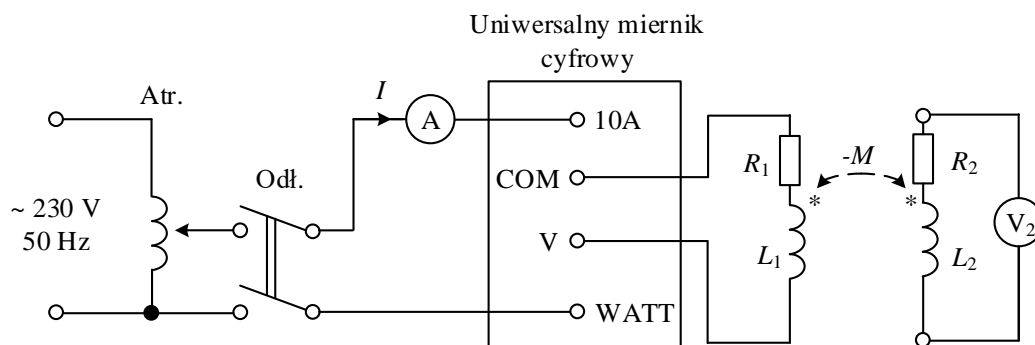 Uniwersalny miernik
cyfrowy
Atr.
I
A
10A
COM
V
WATT
Odł.
~ 230 V
50 Hz
R1
L1
*
-M
*
R2
L2
V2